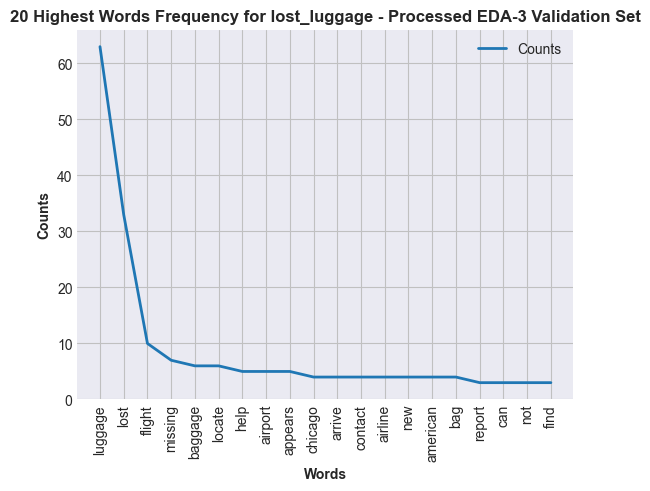 20 Highest Words Frequency for lost_luggage - Processed EDA-3 Validation Set
Counts
60
50
40
30
20
10
0
Counts
luggage
lost
flight
missing
baggage
locate
help
airport
appears
chicago
arrive
contact
airline
new
american
bag
report
can
not
find
Words